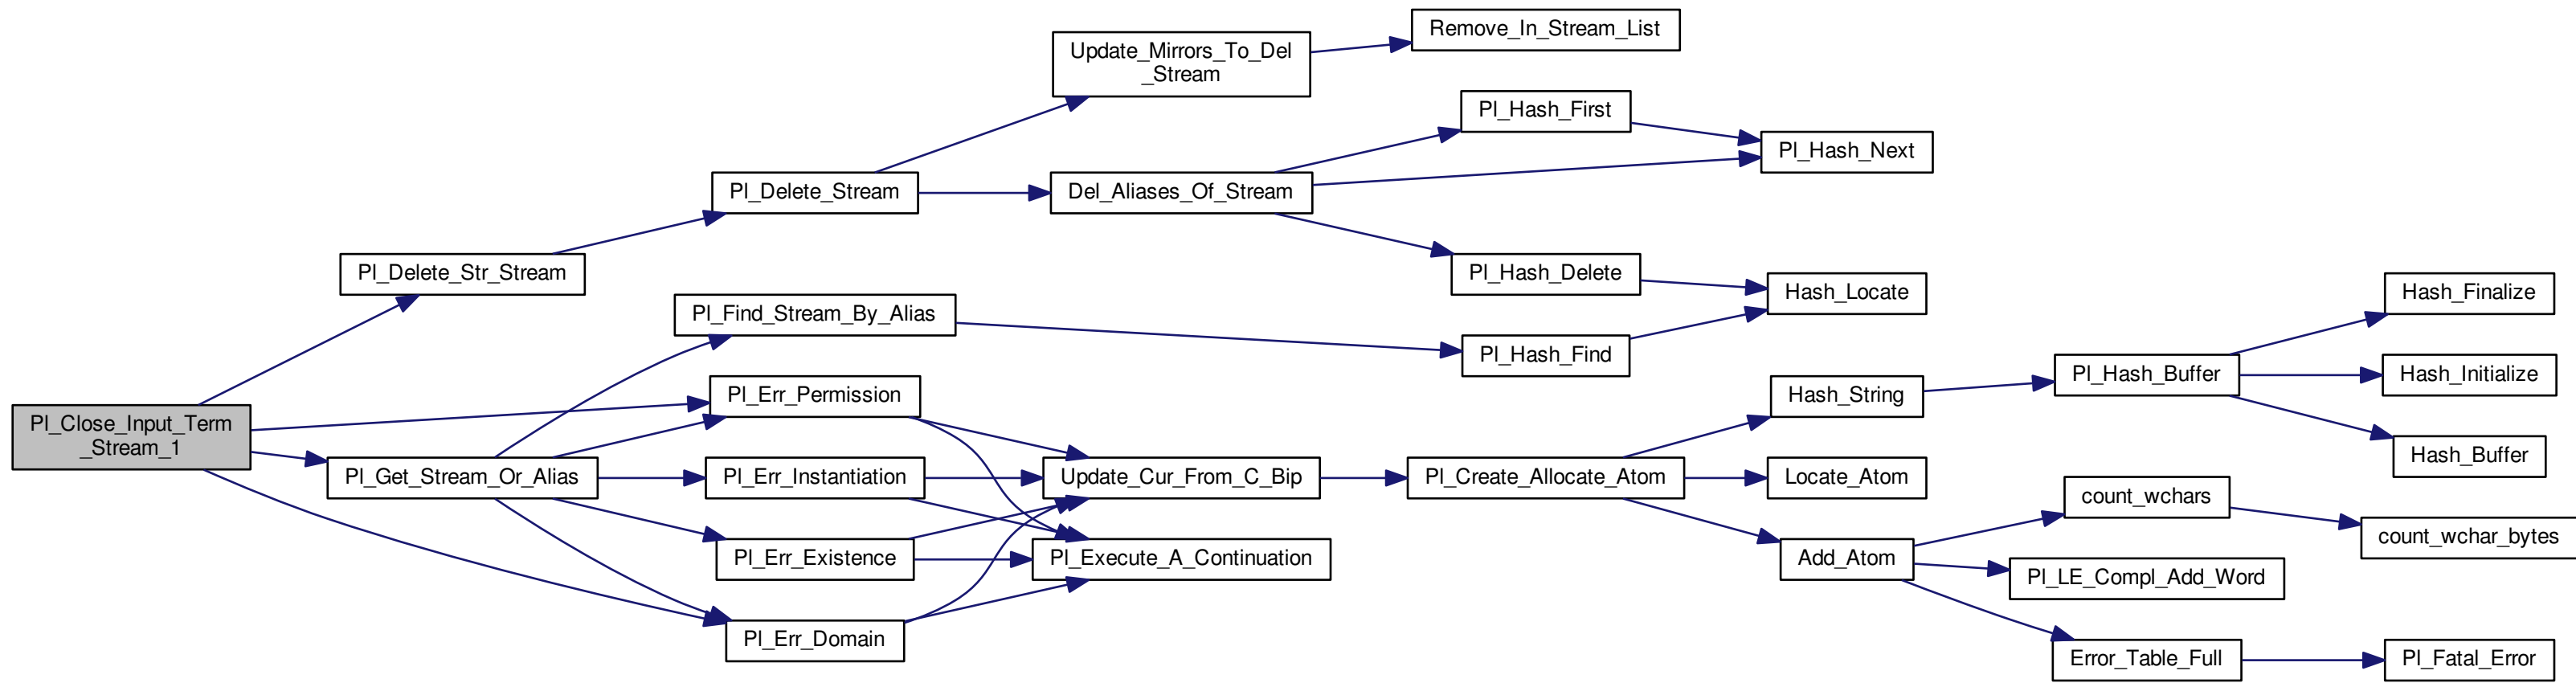 Remove_In_Stream_List
Update_Mirrors_To_Del
_Stream
Pl_Hash_First
Pl_Hash_Next
Pl_Delete_Stream
Del_Aliases_Of_Stream
Pl_Delete_Str_Stream
Pl_Hash_Delete
Hash_Locate
Hash_Finalize
Pl_Find_Stream_By_Alias
Pl_Hash_Find
Pl_Hash_Buffer
Hash_Initialize
Pl_Err_Permission
Hash_String
Pl_Close_Input_Term
_Stream_1
Hash_Buffer
Pl_Get_Stream_Or_Alias
Pl_Err_Instantiation
Update_Cur_From_C_Bip
Pl_Create_Allocate_Atom
Locate_Atom
count_wchars
count_wchar_bytes
Pl_Err_Existence
Pl_Execute_A_Continuation
Add_Atom
Pl_LE_Compl_Add_Word
Pl_Err_Domain
Error_Table_Full
Pl_Fatal_Error